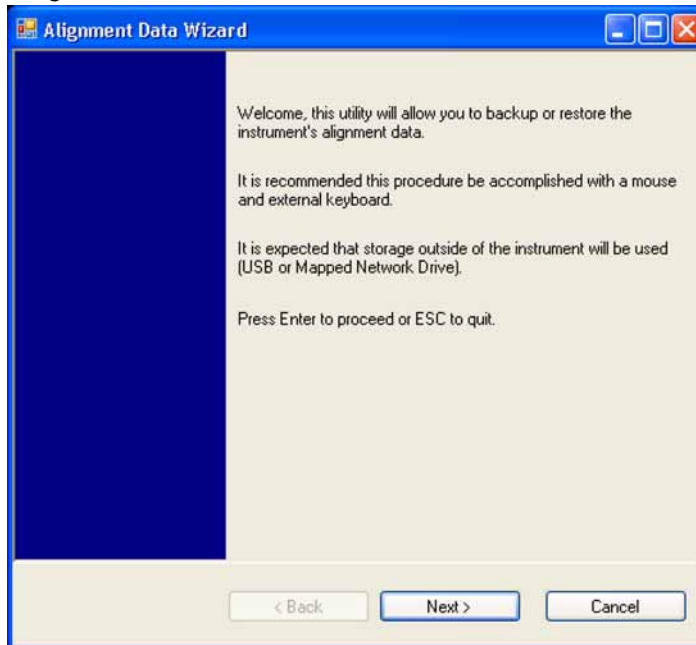 Alignment Data Wizard
Welcome, this utility will allow you to backup or restore the
instrument's alignment data.
It is recommended this procedure be accomplished with a mouse
and external keyboard.
It is expected that storage outside of the instrument will be used
(USB or Mapped Network Drive).
Press Enter to proceed or ESC to quit.
< Back
Next >
Cancel